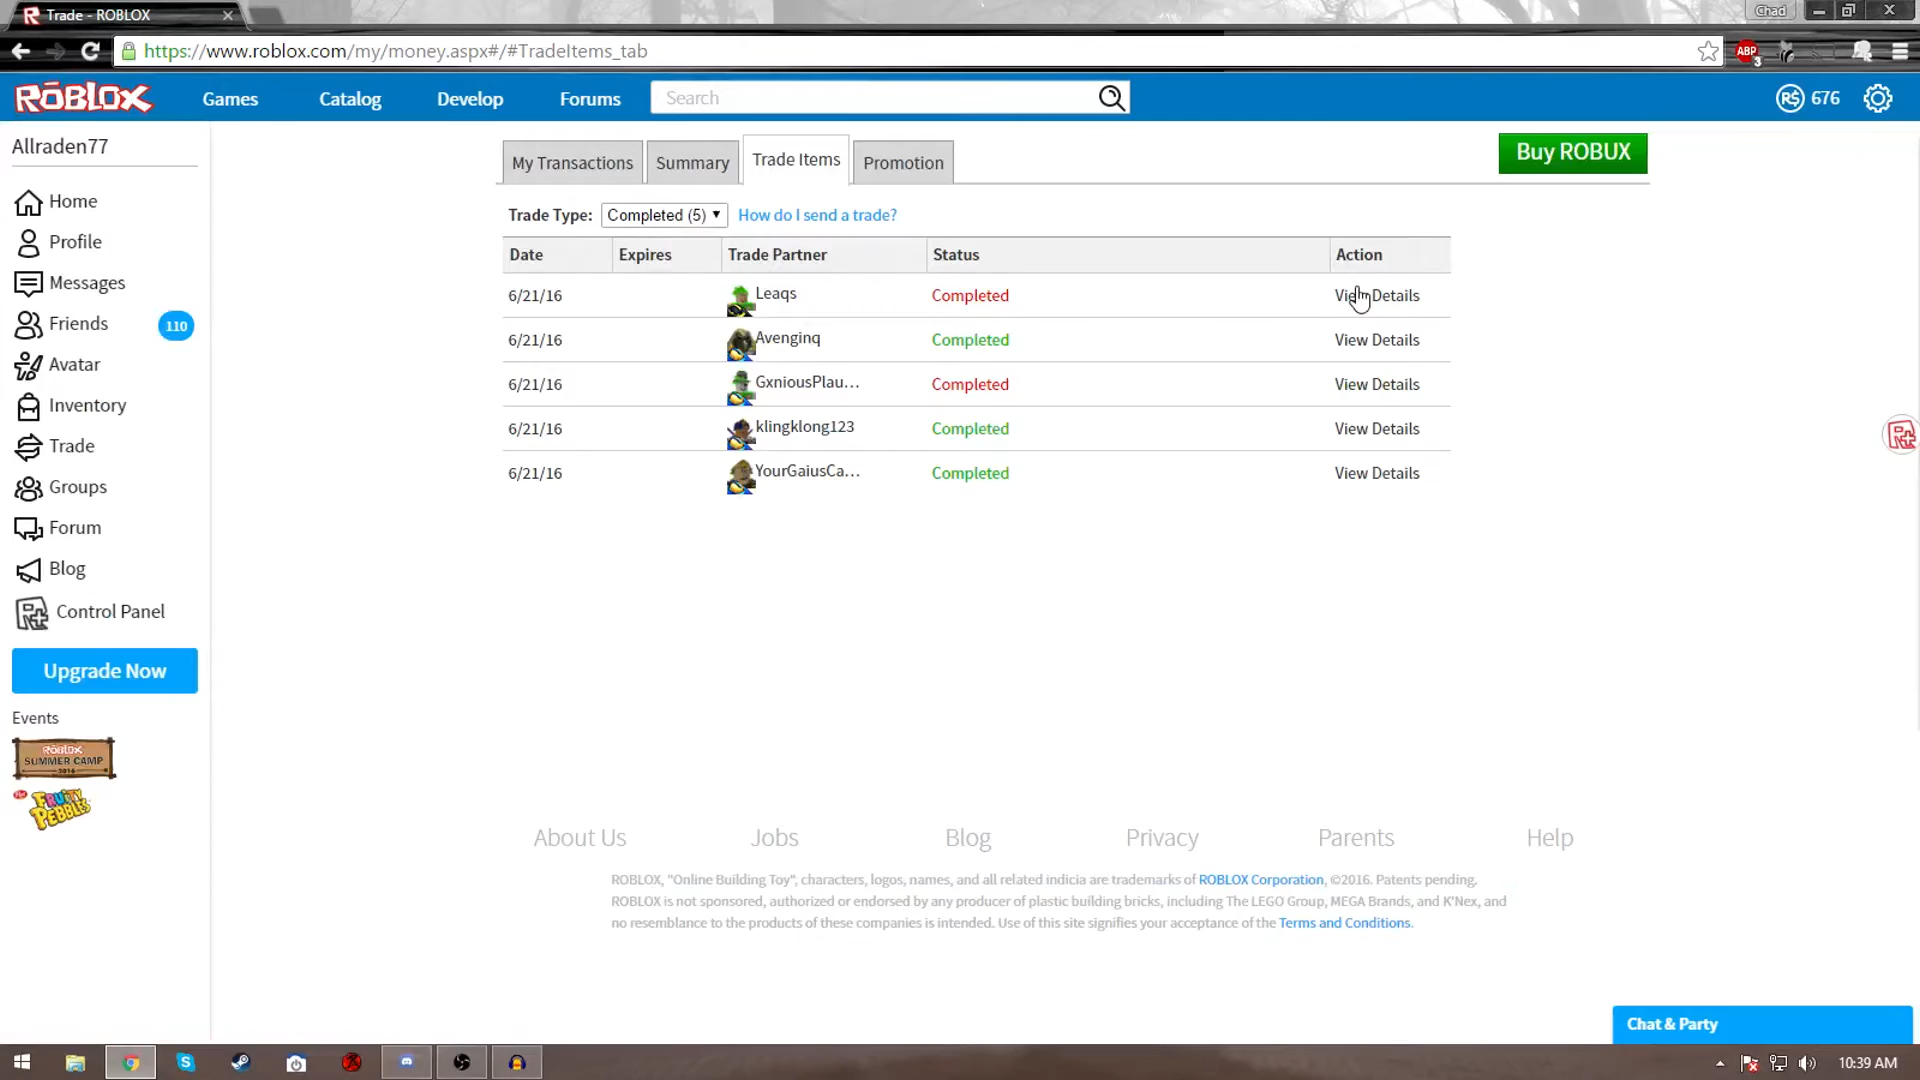 Trade - ROBLOX
Chad
https://www.roblox.com/my/money.aspx#/#TradeItems_tab
ABP
3
ROBLOX
Games
Catalog
Develop
Forums
Search
R$ 676
Allraden77
Home
Profile
Messages
Friends
110
Avatar
Inventory
Trade
Groups
Forum
Blog
Control Panel
Upgrade Now
Events
ROBLOX
SUMMER CAMP
2016
FRUITY
PEBBLES
My Transactions
Summary
Trade Items
Promotion
Buy ROBUX
Trade Type: Completed (5) How do I send a trade?
Date Expires Trade Partner Status Action
6/21/16 Leaqs Completed View Details
6/21/16 Avenginq Completed View Details
6/21/16 GxniousPlau... Completed View Details
6/21/16 klingklong123 Completed View Details
6/21/16 YourGaiusCa... Completed View Details
About Us
Jobs
Blog
Privacy
Parents
Help
ROBLOX, "Online Building Toy", characters, logos, names, and all related indicia are trademarks of ROBLOX Corporation, ©2016. Patents pending.
ROBLOX is not sponsored, authorized or endorsed by any producer of plastic building bricks, including The LEGO Group, MEGA Brands, and K'Nex, and
no resemblance to the products of these companies is intended. Use of this site signifies your acceptance of the Terms and Conditions.
Chat & Party
10:39 AM